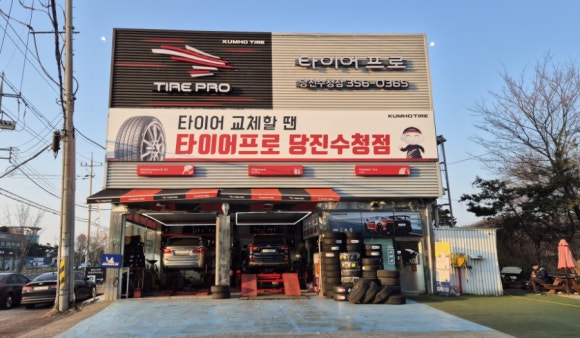 KUMHO TIRE
TIRE PRO
타이어 프로
당진수청점 356-0365
KUMHO TIRE
타이어 교체할 땐
타이어프로 당진수청점